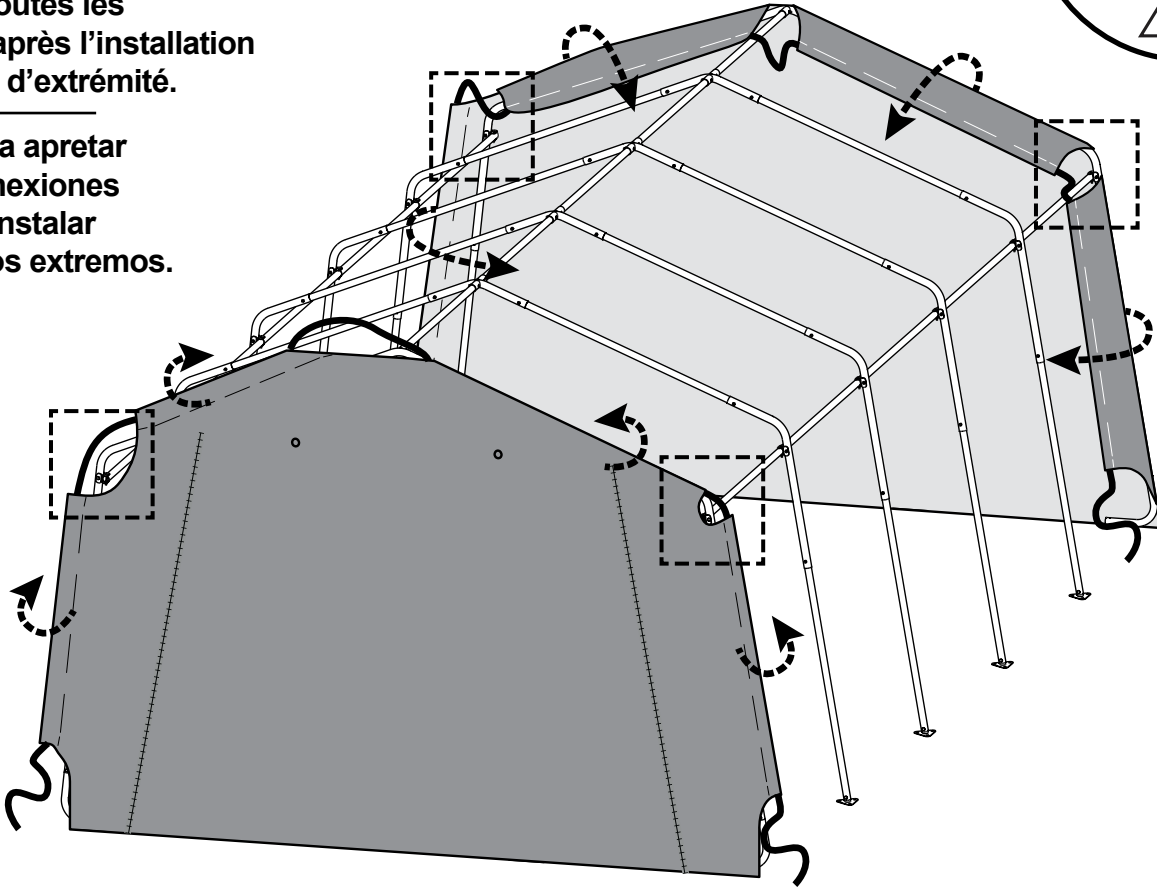 outes les
après l’installation
d’extrémité.
a apretar
nexiones
nstalar
os extremos.